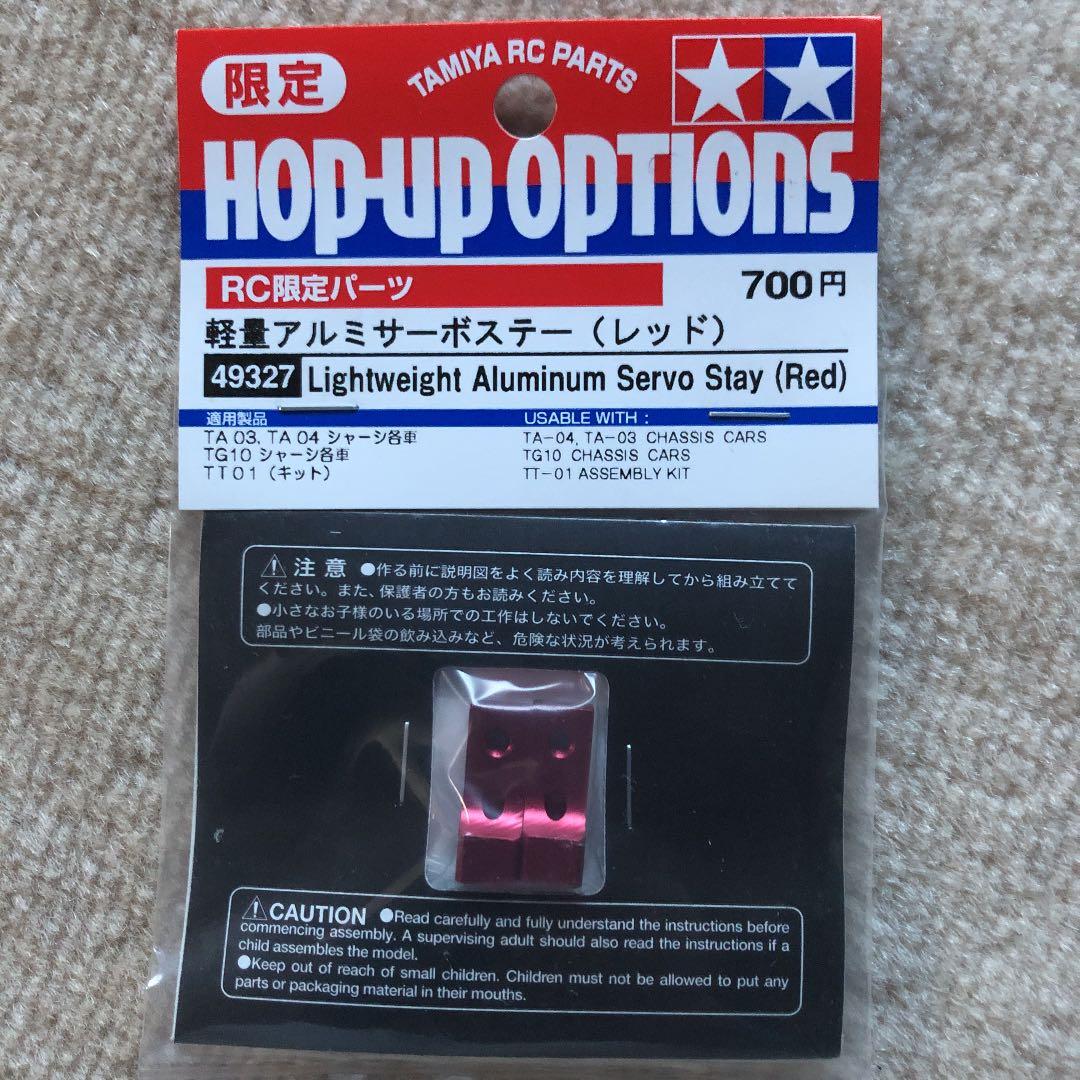 限定
TAMIYA RC PARTS
HOP-UP OPTIONS
RC限定パーツ
700円
軽量アルミサーボステー（レッド）
49327 Lightweight Aluminum Servo Stay (Red)
適用製品
TA 03, TA 04 シャーシ各車
TG10 シャーシ各車
TT01（キット）
USABLE WITH :
TA-04, TA-03 CHASSIS CARS
TG10 CHASSIS CARS
TT-01 ASSEMBLY KIT
注意 ●作る前に説明図をよく読み内容を理解してから組み立てて
ください。また、保護者の方もお読みください。
●小さなお子様のいる場所での工作はしないでください。
部品やビニール袋の飲み込みなど、危険な状況が考えられます。
CAUTION ●Read carefully and fully understand the instructions before
commencing assembly. A supervising adult should also read the instructions if a
child assembles the model.
●Keep out of reach of small children. Children must not be allowed to put any
parts or packaging material in their mouths.